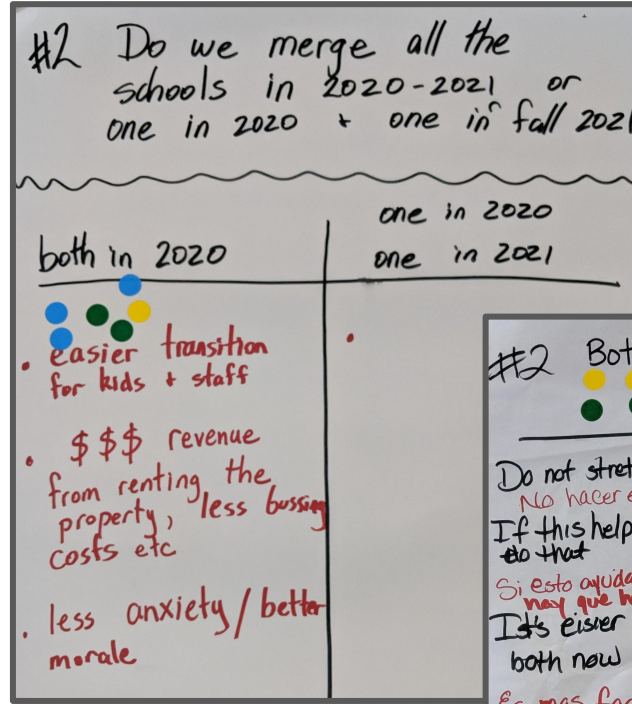 #2 Do we merge all the
schools in 2020-2021 or
one in 2020 + one in fall 2021
both in 2020
• easier transition
for kids + staff
• $$$ revenue
from renting the
property, less bussing
costs etc
• less anxiety/better
morale
one in 2020
one in 2021
•
#2 Bot
Do not stret
No hacer e
If this help
do that
Si esto ayuda
hay que h
It's eisier
both now
Es mas fac